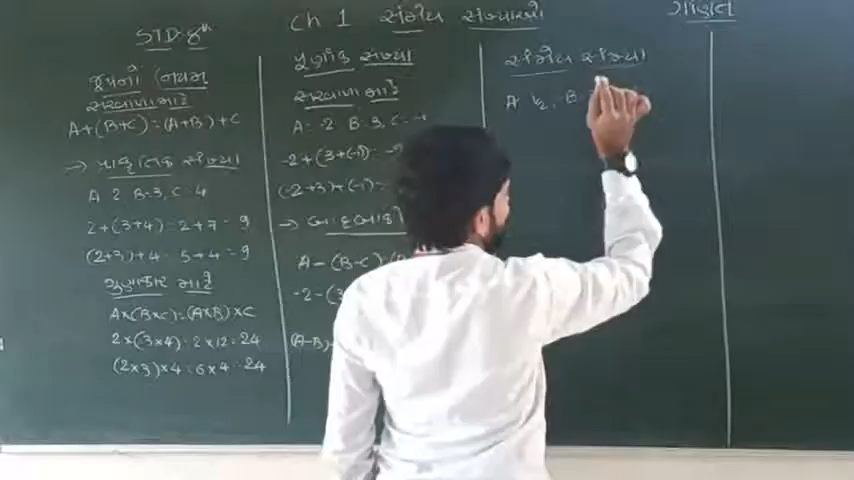 STD-8th
Ch 1 સંમેય સંખ્યાઓ
ગણિત
જૂથનો નિયમ
સરવાળા માટે
A+(B+C)=(A+B)+C
→ પ્રાકૃતિક સંખ્યા
A 2 B=3, C=4
2+(3+4)=2+7=9
(2+3)+4=5+4=9
ગુણાકાર માટે
A×(B×C)=(A×B)×C
2×(3×4)=2×12=24
(2×3)×4=6×4=24
પૂર્ણાંક સંખ્યા
સરવાળા માટે
A=-2 B=3, C=-
-2+(3+(-1))=-
(-2+3)+(-1)=
→ બાદબાકી
A-(B-C)=(
-2-(3
(A-B)-
સંમેય સંખ્યા
A ½, B